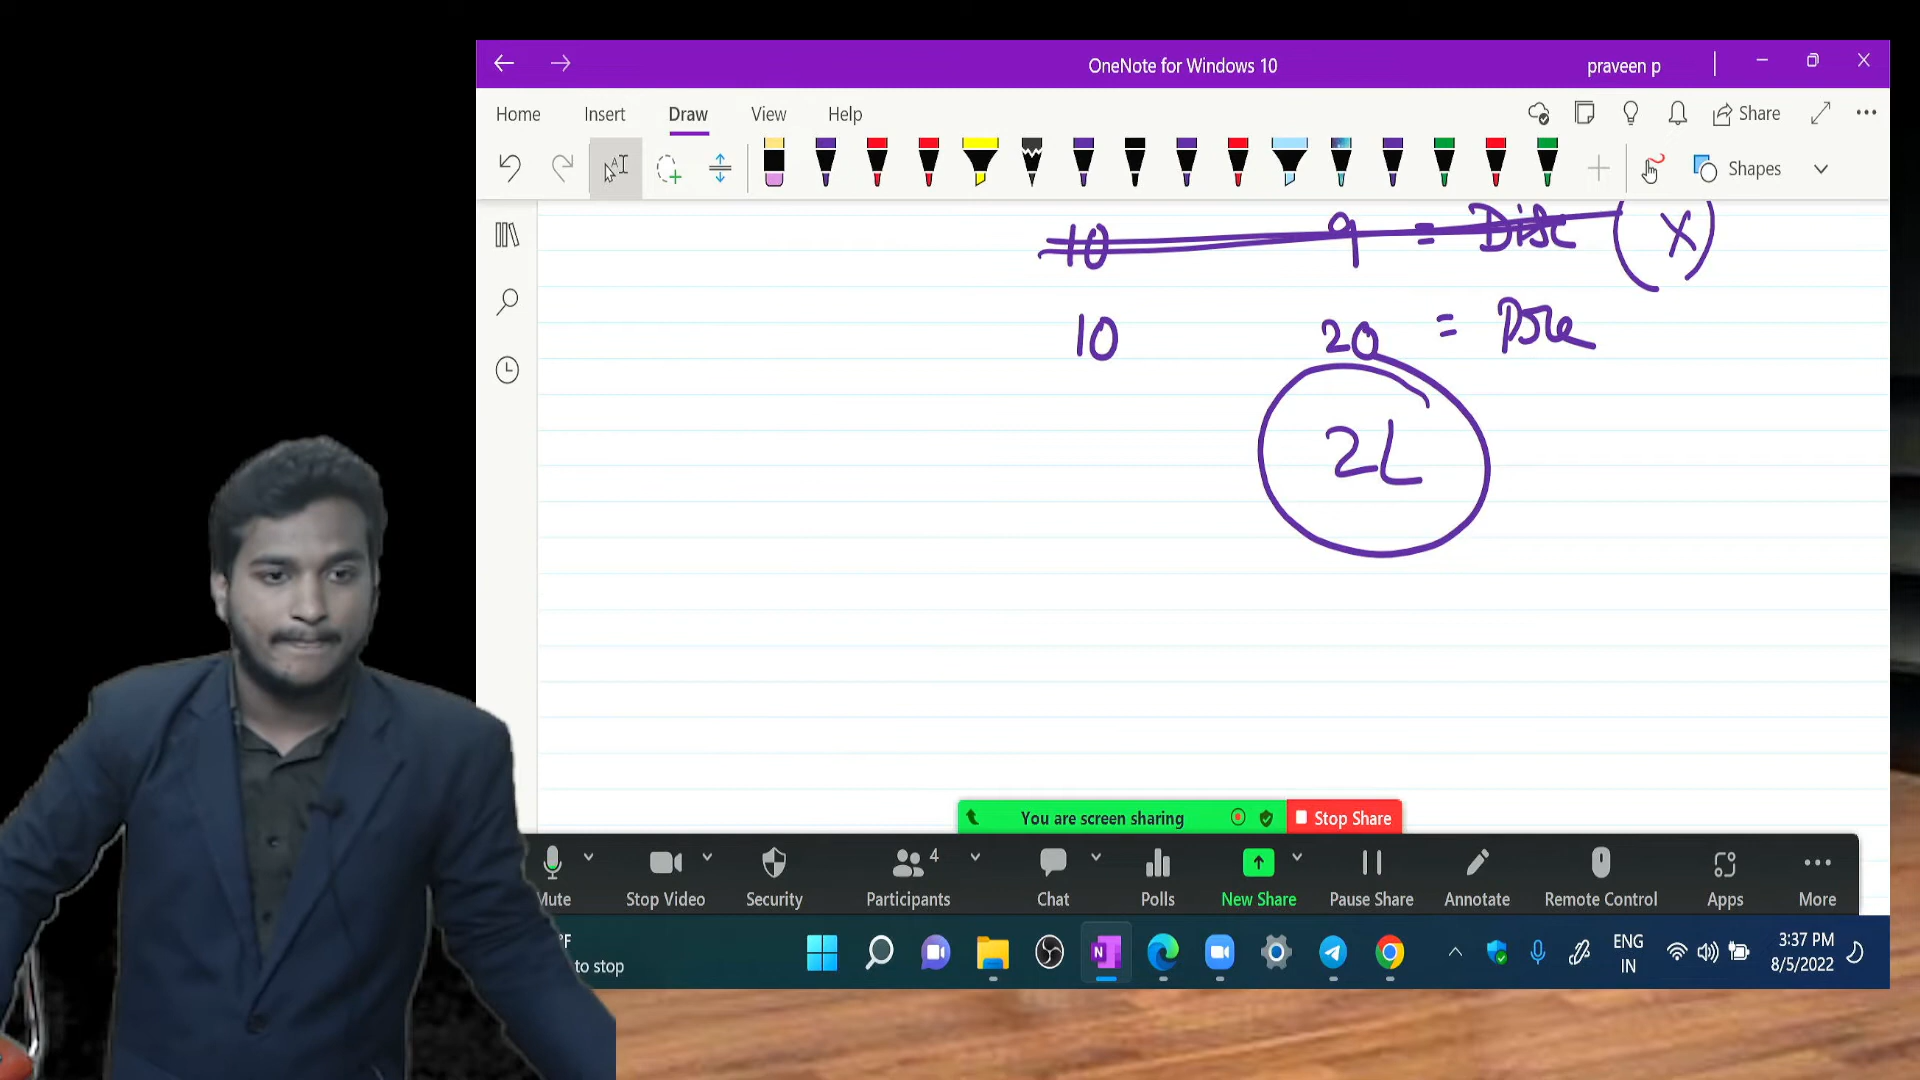 OneNote for Windows 10
praveen p
Home Insert Draw View Help
Share
Shapes
10 9 = Disc (X)
10 20 =
2L
You are screen sharing Stop Share
4
Mute Stop Video Security Participants Chat Polls New Share Pause Share Annotate Remote Control Apps More
°F
to stop
ENG
IN
3:37 PM
8/5/2022